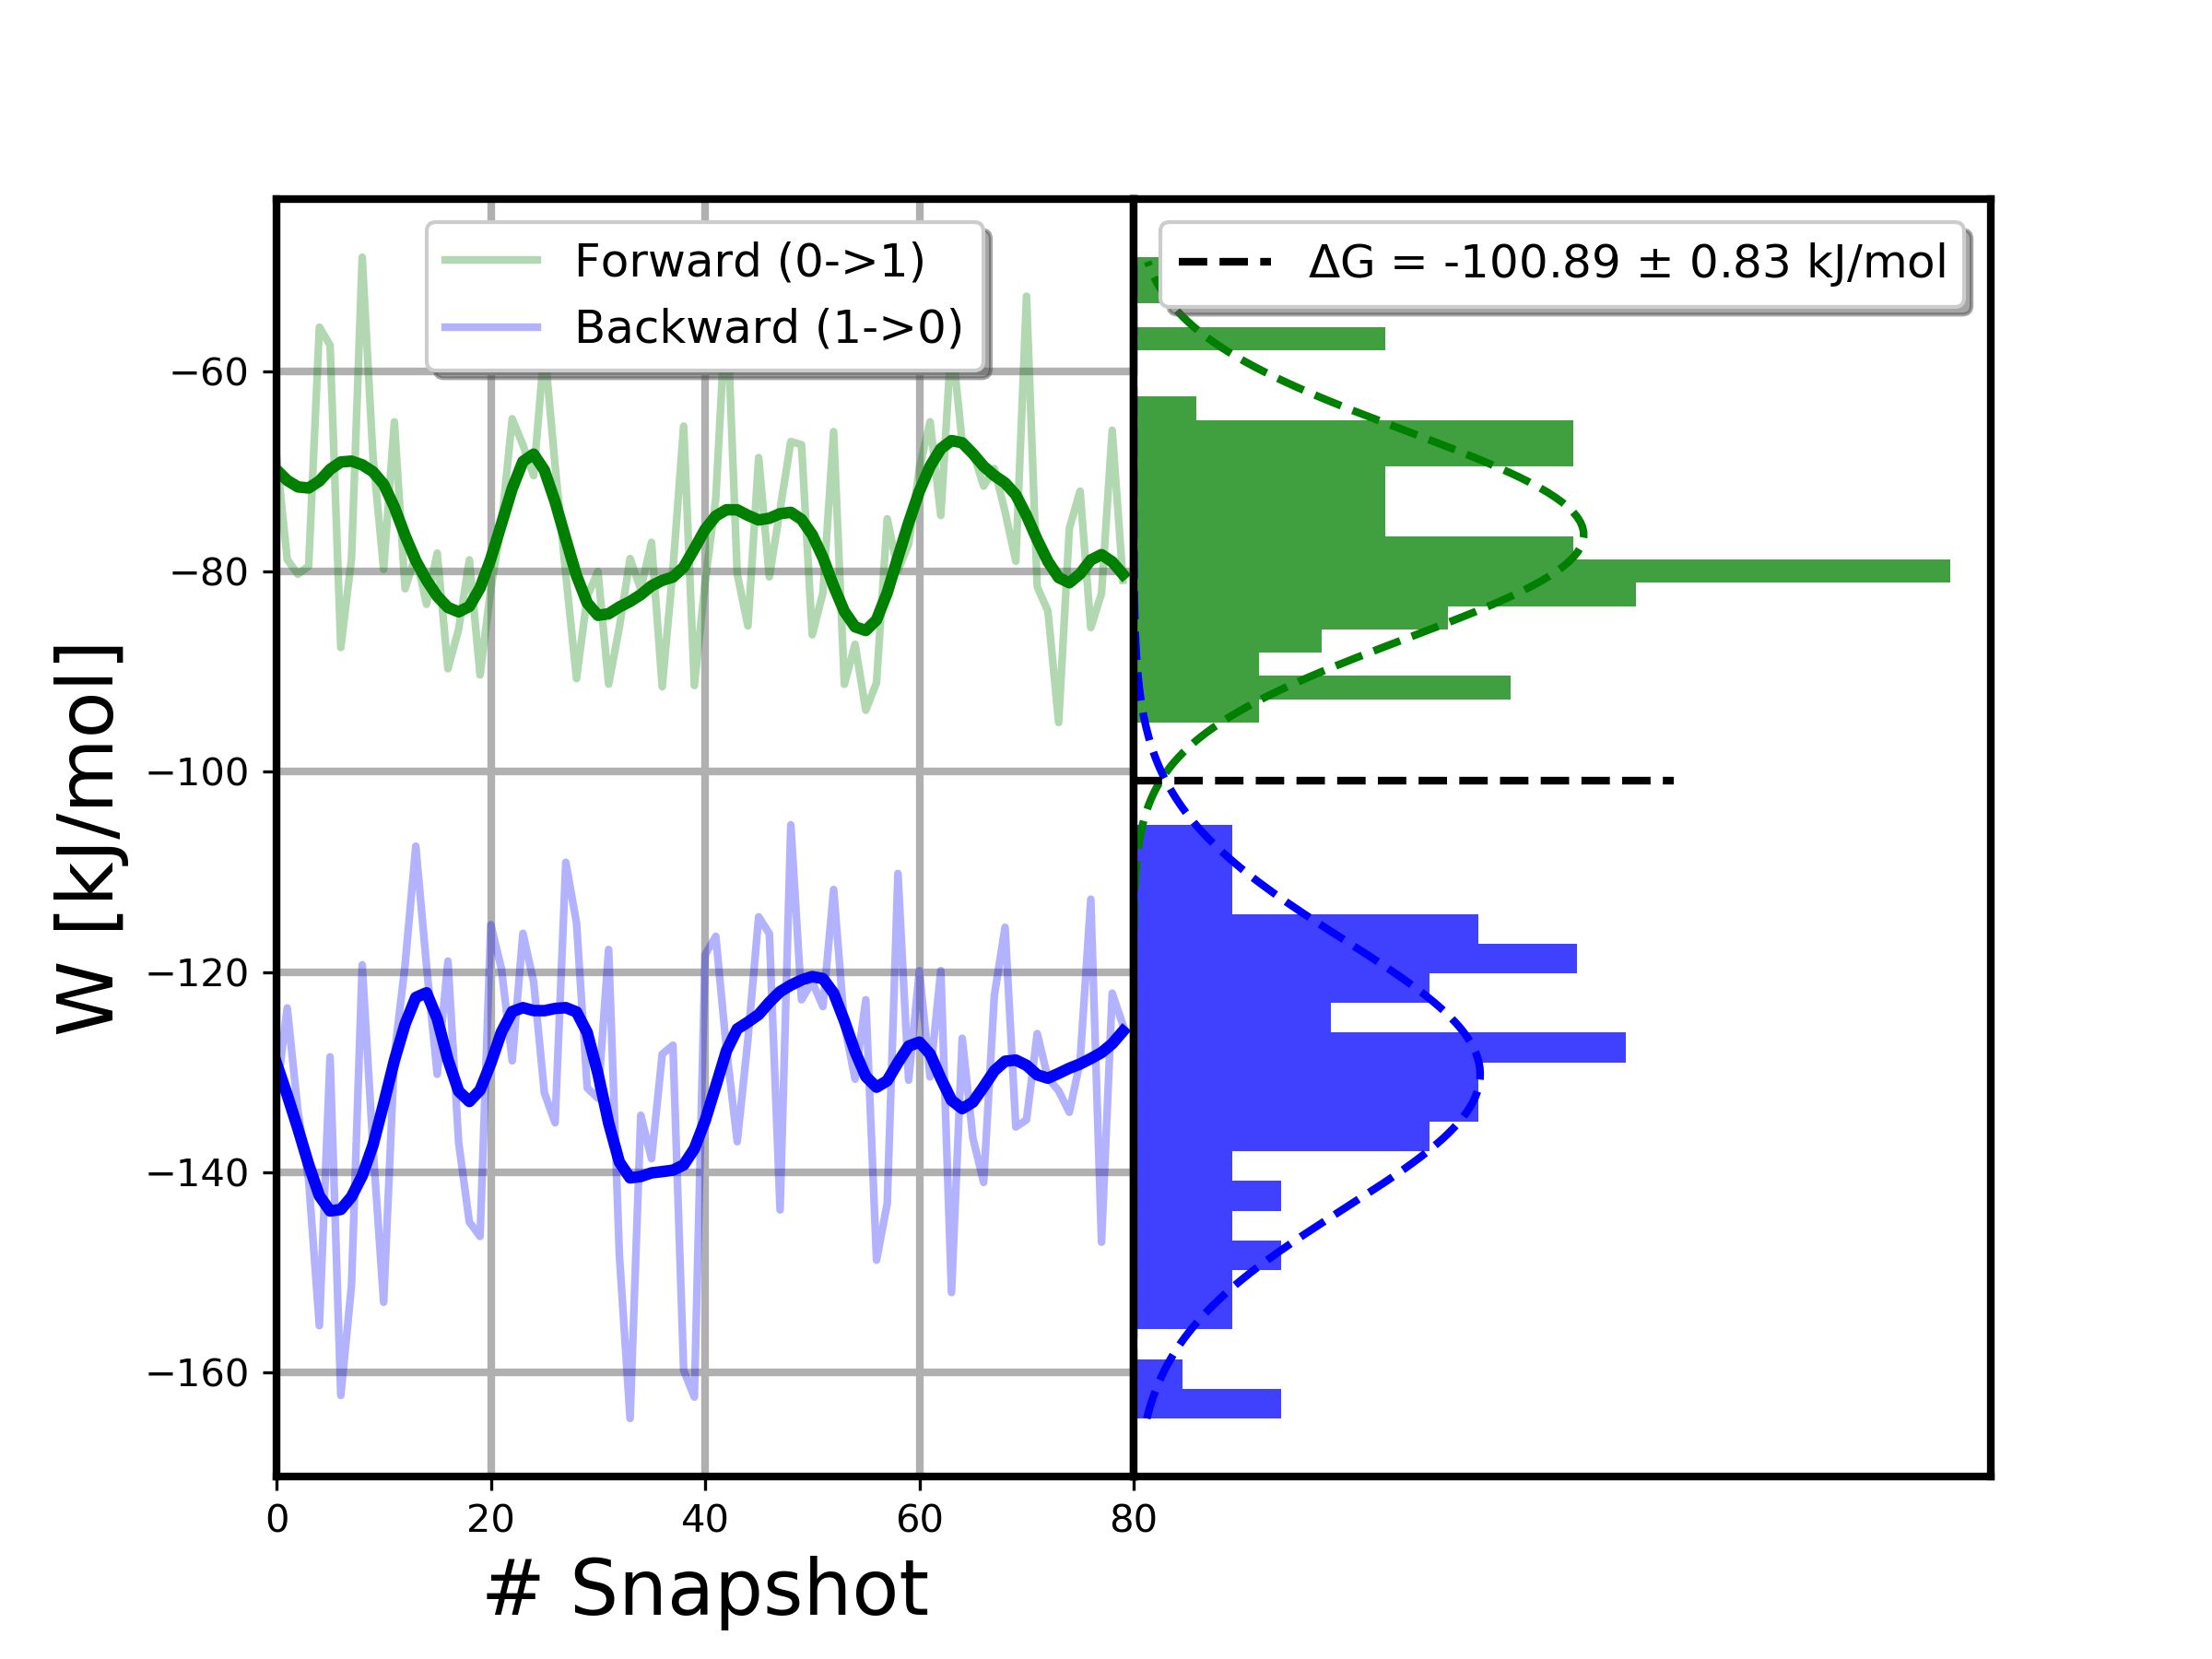 Forward (0->1)
Backward (1->0)
ΔG = -100.89 ± 0.83 kJ/mol
W [kJ/mol]
−60
−80
−100
−120
−140
−160
0 20 40 60 80
# Snapshot